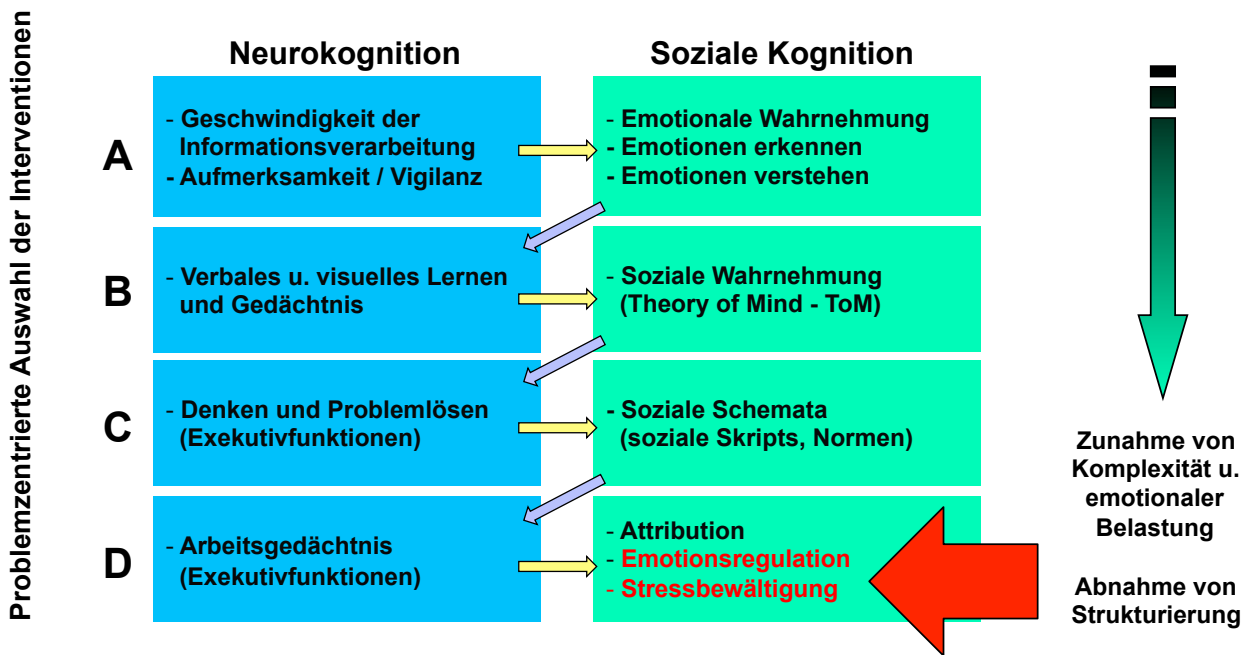 Problemzentrierte Auswahl der Interventionen
Neurokognition
Soziale Kognition
A
- Geschwindigkeit der
Informationsverarbeitung
- Aufmerksamkeit / Vigilanz
- Emotionale Wahrnehmung
- Emotionen erkennen
- Emotionen verstehen
B
- Verbales u. visuelles Lernen
und Gedächtnis
- Soziale Wahrnehmung
(Theory of Mind - ToM)
C
- Denken und Problemlösen
(Exekutivfunktionen)
- Soziale Schemata
(soziale Skripts, Normen)
D
- Arbeitsgedächtnis
(Exekutivfunktionen)
- Attribution
- Emotionsregulation
- Stressbewältigung
Zunahme von
Komplexität u.
emotionaler
Belastung
Abnahme von
Strukturierung